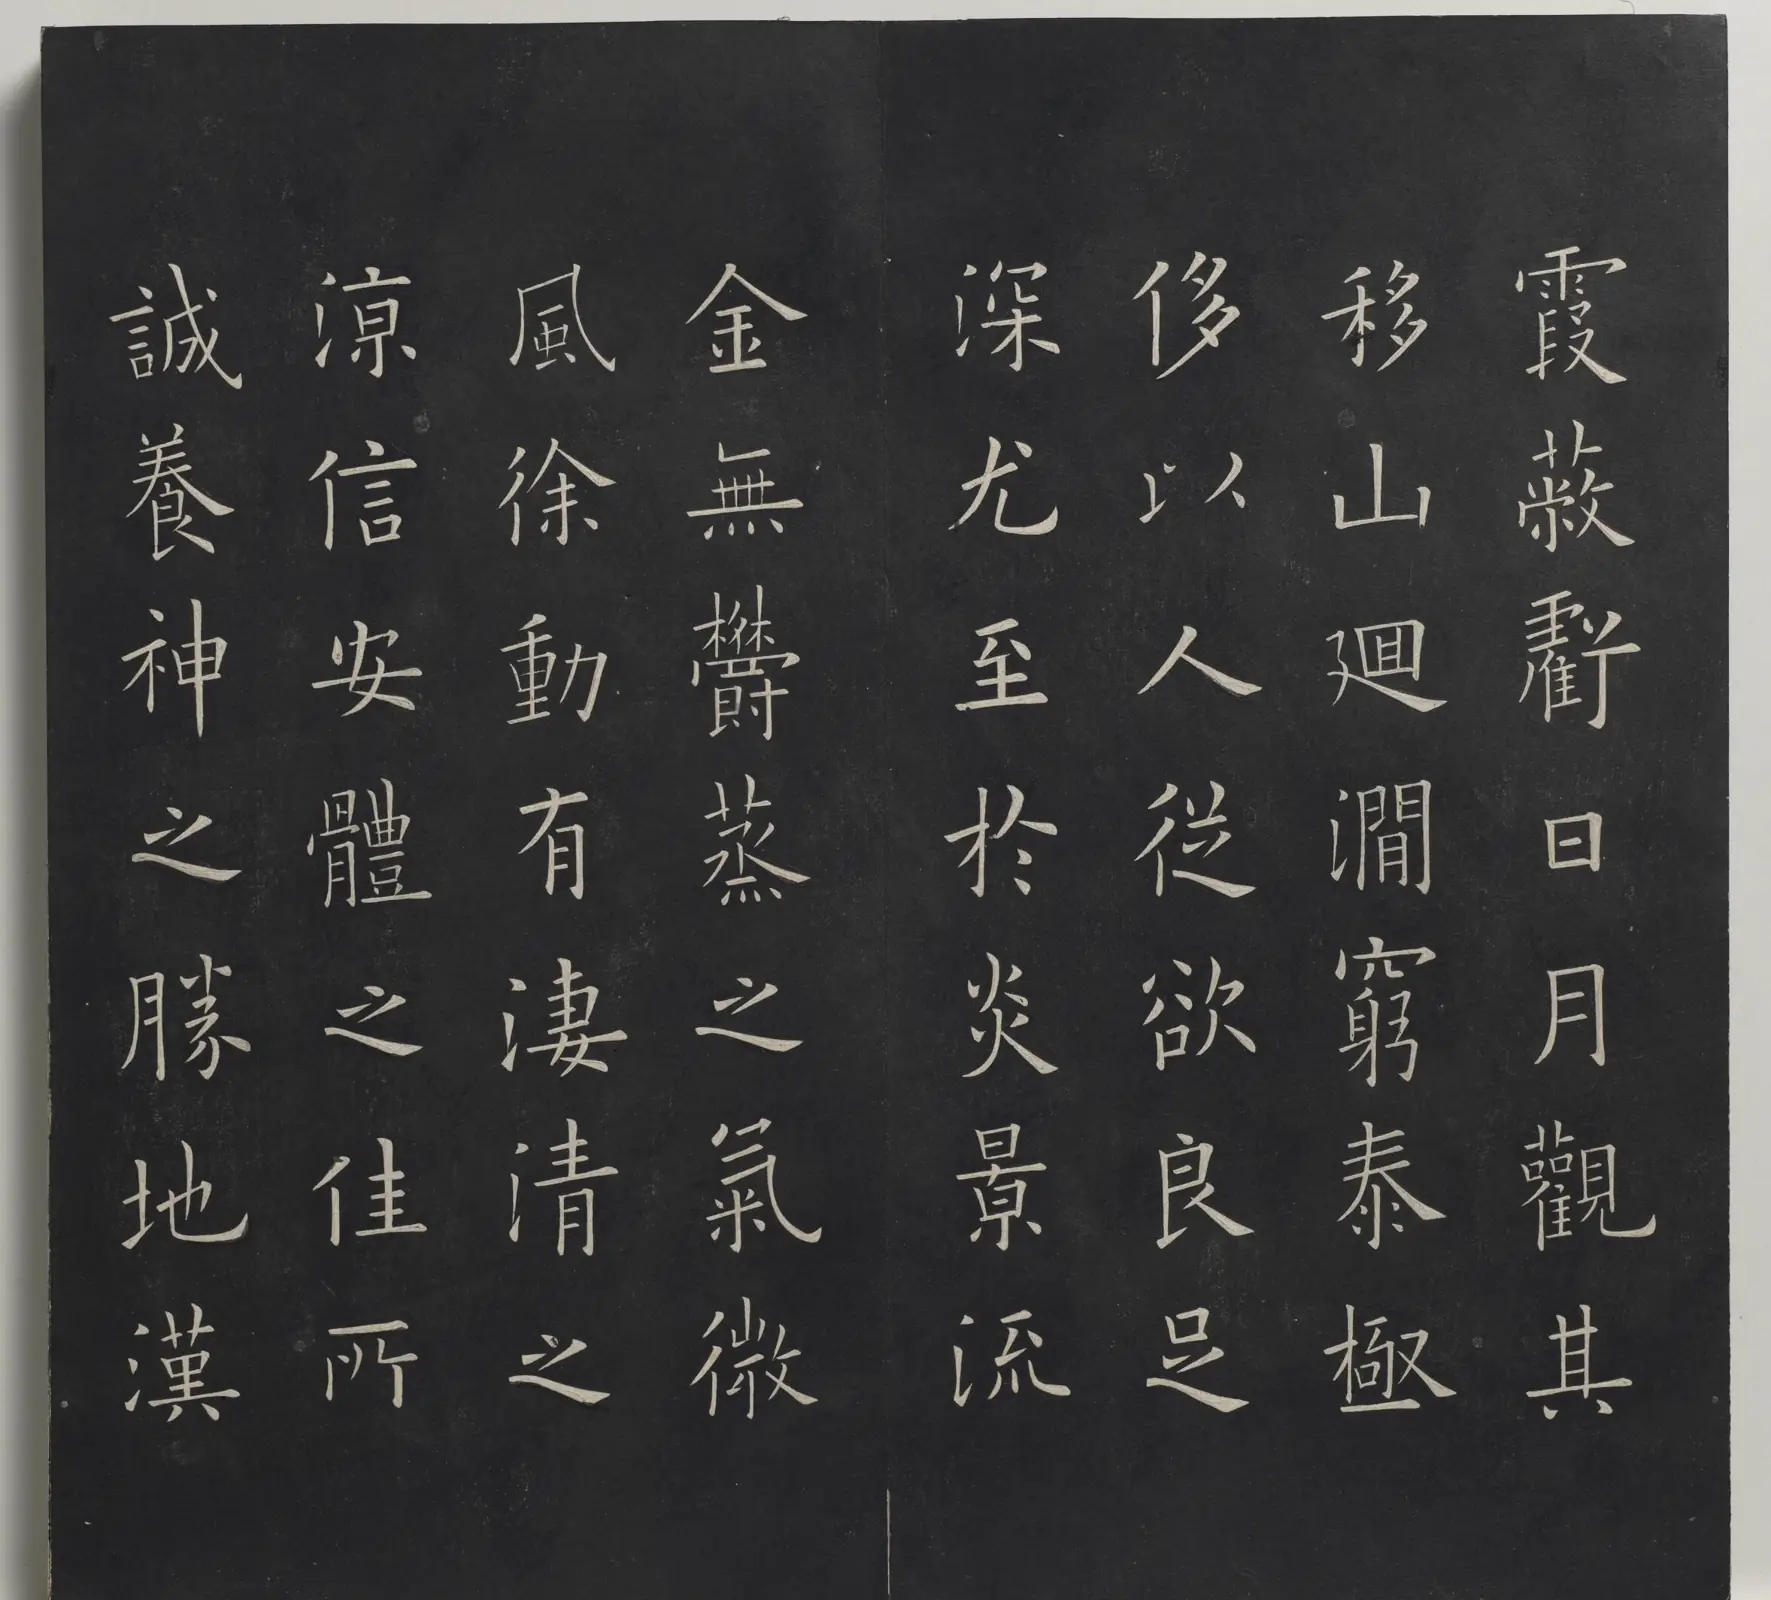 霞蔽虧日月觀其
移山廻澗窮泰極
侈以人從欲良足
深尤至於炎景流
金無鬱蒸之氣微
風徐動有淒清之
涼信安體之佳所
誠養神之勝地漢